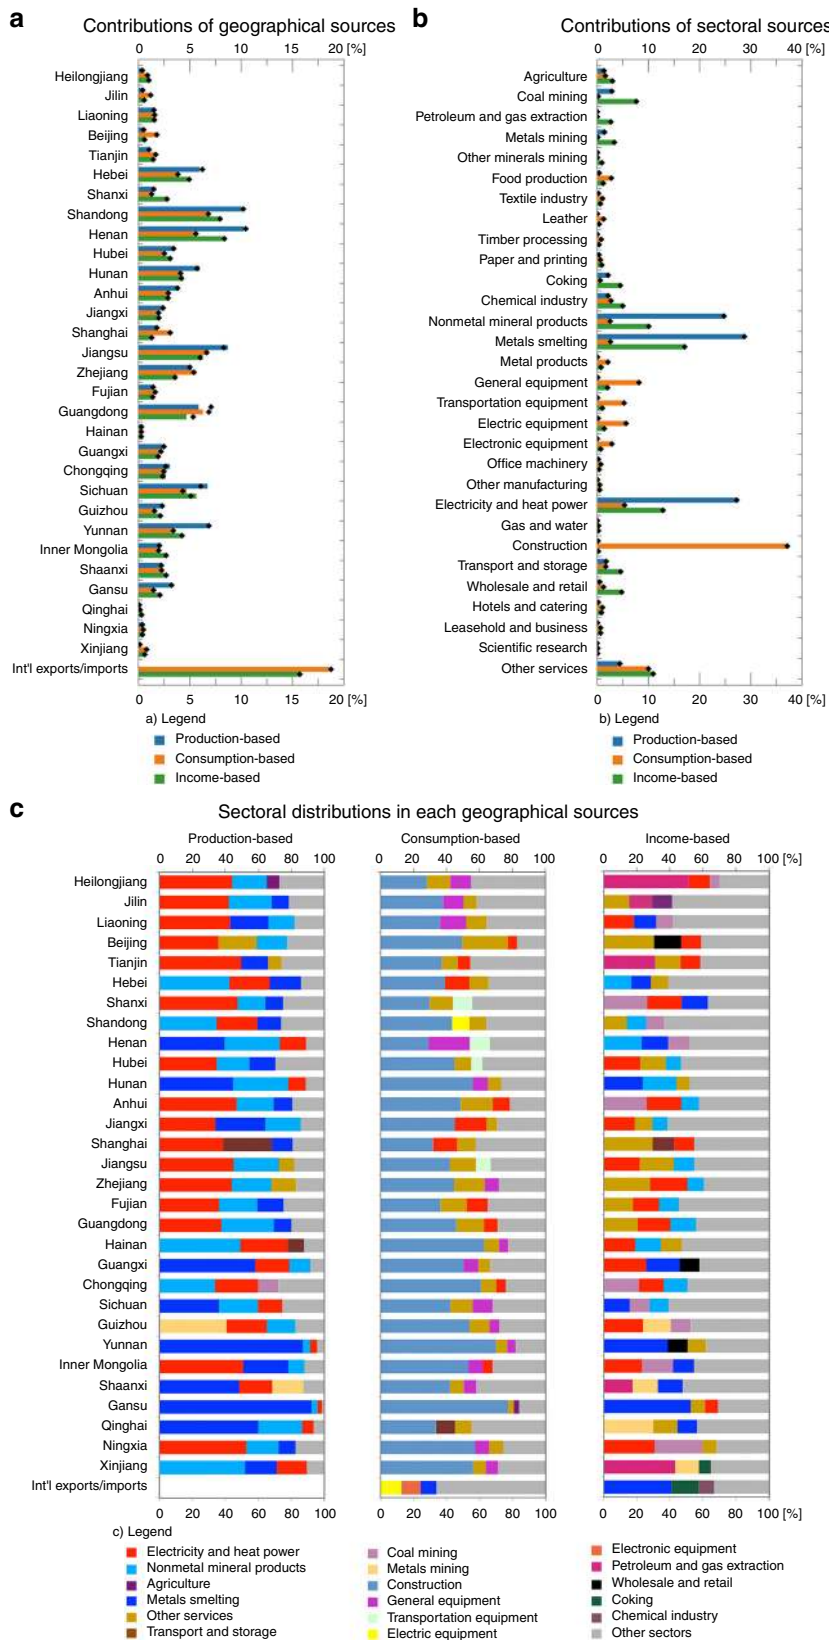 a
Contributions of geographical sources
0 5 10 15 20 [%]
Heilongjiang
Jilin
Liaoning
Beijing
Tianjin
Hebei
Shanxi
Shandong
Henan
Hubei
Hunan
Anhui
Jiangxi
Shanghai
Jiangsu
Zhejiang
Fujian
Guangdong
Hainan
Guangxi
Chongqing
Sichuan
Guizhou
Yunnan
Inner Mongolia
Shaanxi
Gansu
Qinghai
Ningxia
Xinjiang
Int'l exports/imports
0 5 10 15 20 [%]
a) Legend
Production-based
Consumption-based
Income-based
b
Contributions of sectoral sources
0 10 20 30 40 [%]
Agriculture
Coal mining
Petroleum and gas extraction
Metals mining
Other minerals mining
Food production
Textile industry
Leather
Timber processing
Paper and printing
Coking
Chemical industry
Nonmetal mineral products
Metals smelting
Metal products
General equipment
Transportation equipment
Electric equipment
Electronic equipment
Office machinery
Other manufacturing
Electricity and heat power
Gas and water
Construction
Transport and storage
Wholesale and retail
Hotels and catering
Leasehold and business
Scientific research
Other services
0 10 20 30 40 [%]
b) Legend
Production-based
Consumption-based
Income-based
c
Sectoral distributions in each geographical sources
Production-based Consumption-based Income-based
0 20 40 60 80 100 0 20 40 60 80 100 0 20 40 60 80 100 [%]
Heilongjiang
Jilin
Liaoning
Beijing
Tianjin
Hebei
Shanxi
Shandong
Henan
Hubei
Hunan
Anhui
Jiangxi
Shanghai
Jiangsu
Zhejiang
Fujian
Guangdong
Hainan
Guangxi
Chongqing
Sichuan
Guizhou
Yunnan
Inner Mongolia
Shaanxi
Gansu
Qinghai
Ningxia
Xinjiang
Int'l exports/imports
0 20 40 60 80 100 0 20 40 60 80 100 0 20 40 60 80 100 [%]
c) Legend
Electricity and heat power
Nonmetal mineral products
Agriculture
Metals smelting
Other services
Transport and storage
Coal mining
Metals mining
Construction
General equipment
Transportation equipment
Electric equipment
Electronic equipment
Petroleum and gas extraction
Wholesale and retail
Coking
Chemical industry
Other sectors